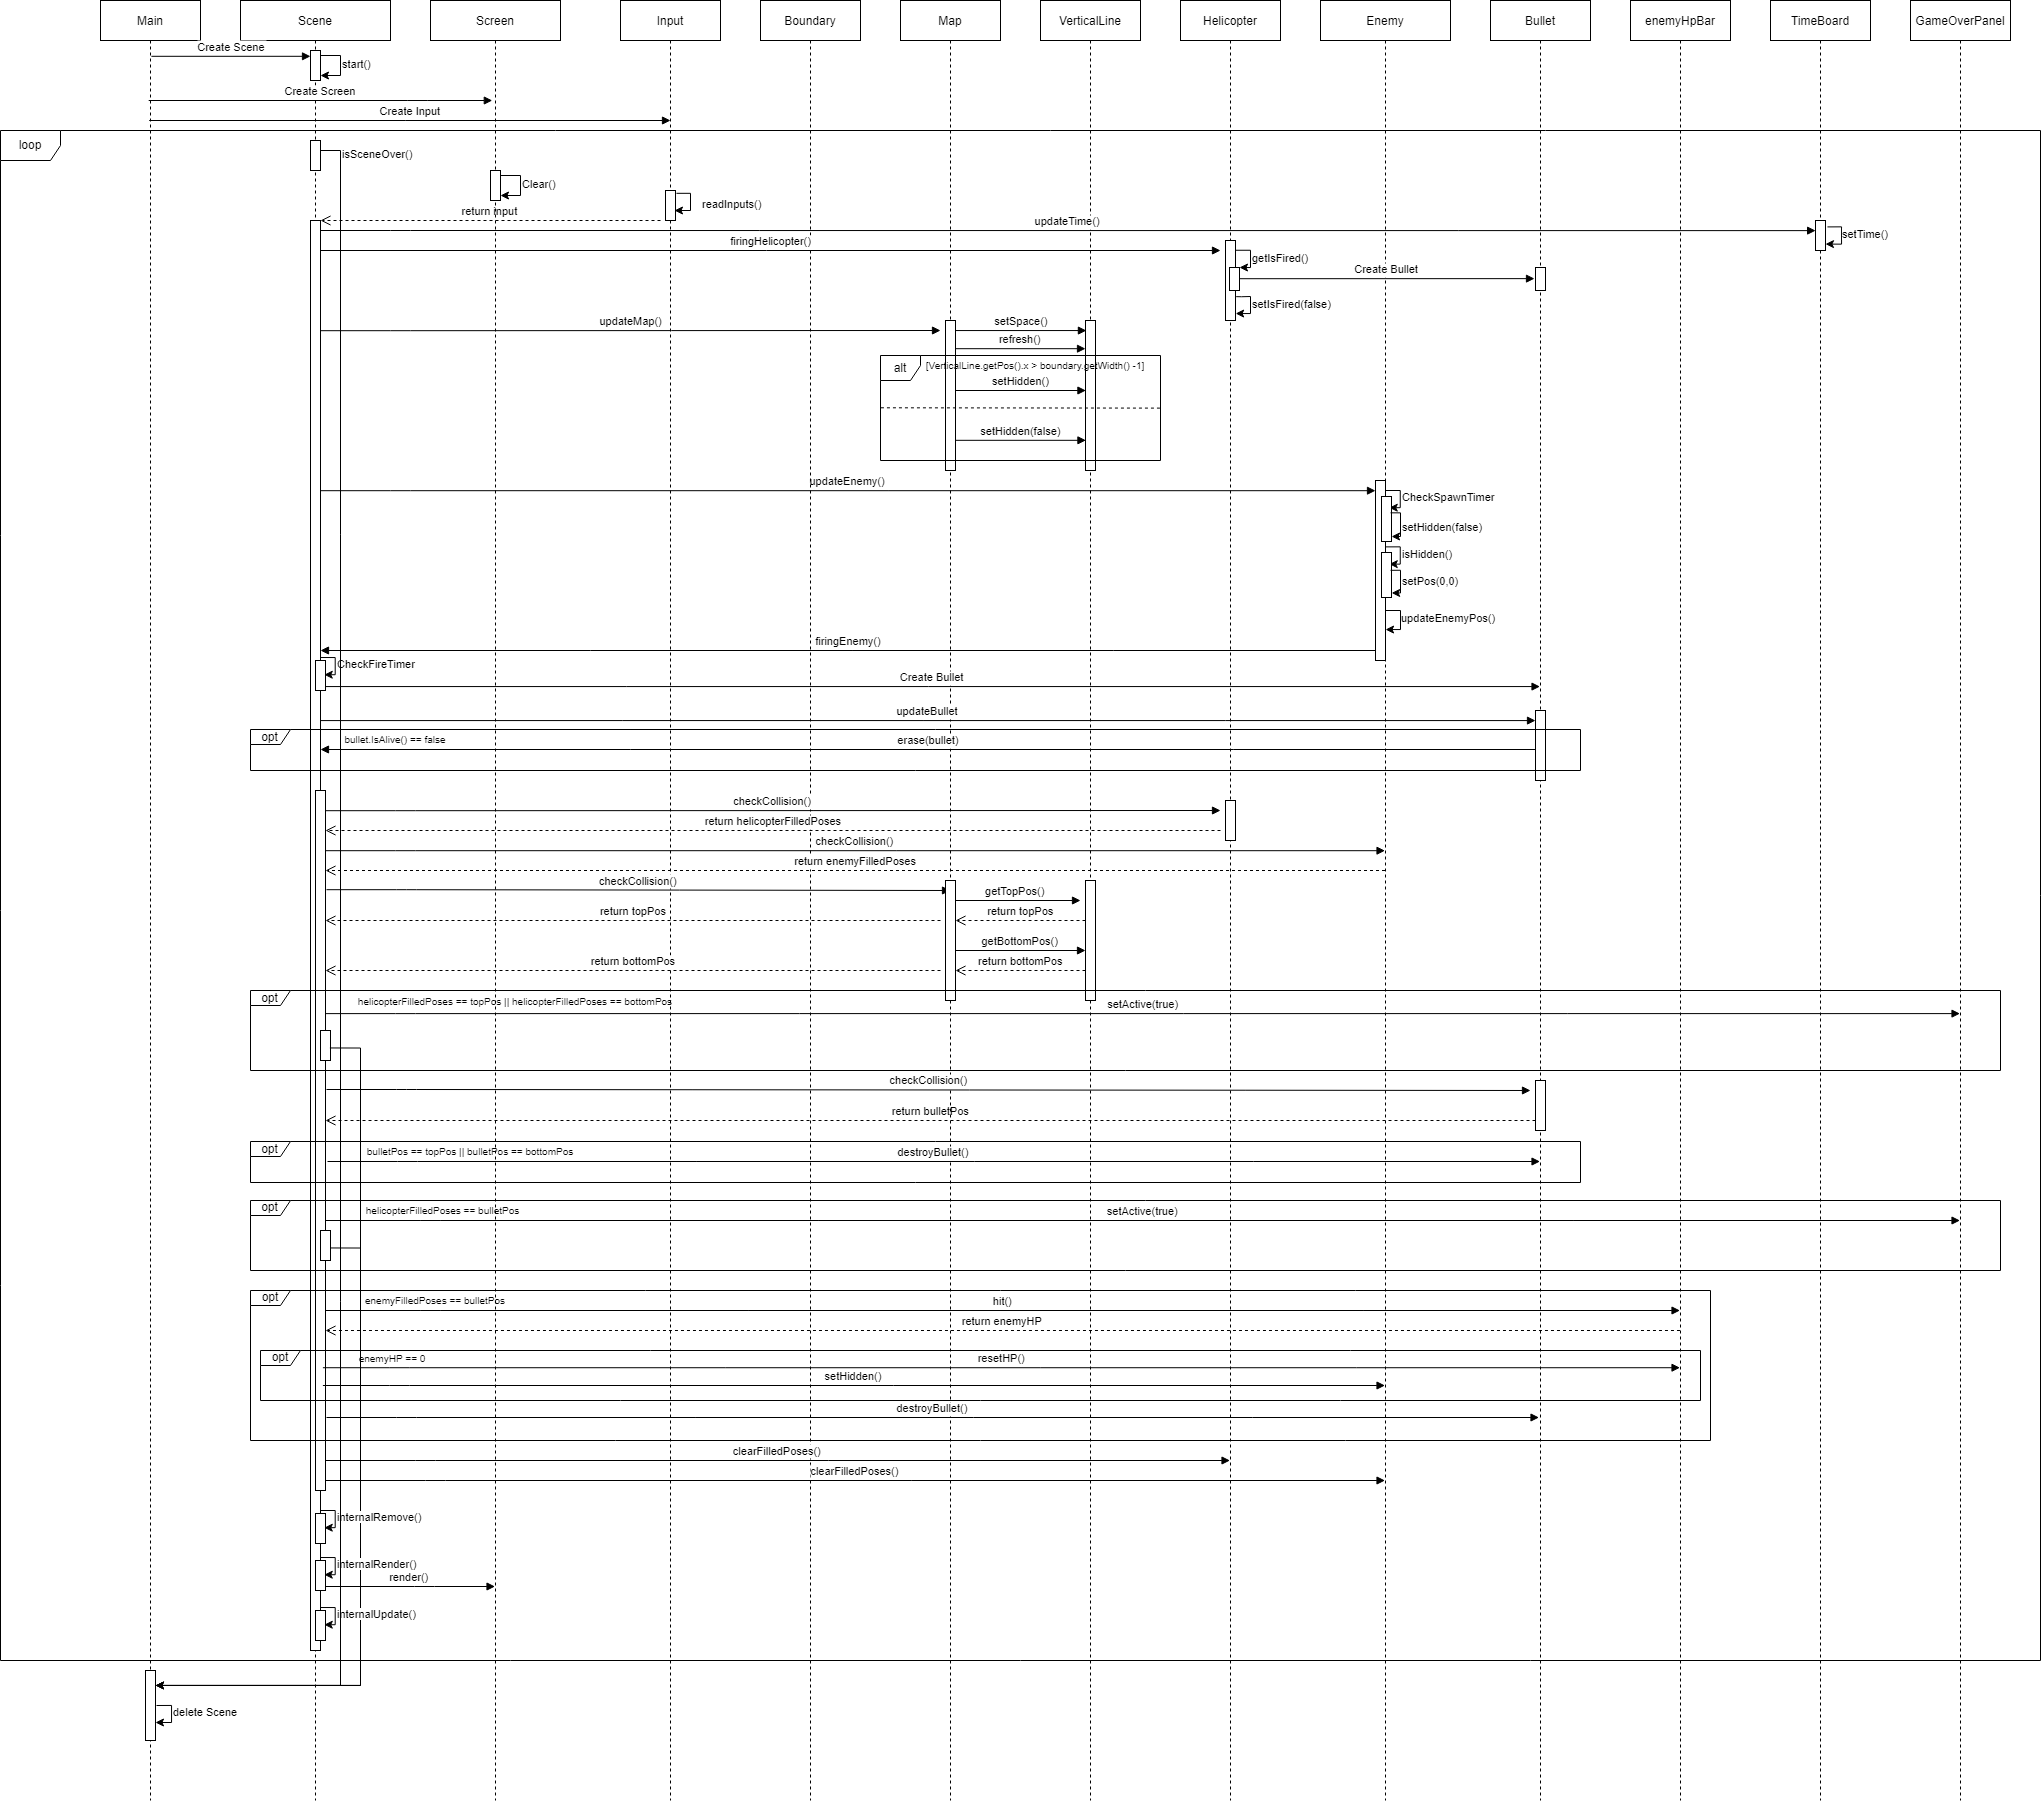 Main
Scene
Screen
Input
Boundary
Map
VerticalLine
Helicopter
Enemy
Bullet
enemyHpBar
TimeBoard
GameOverPanel
Create Scene
start()
Create Screen
Create Input
loop
isSceneOver()
Clear()
readInputs()
return input
updateTime()
setTime()
firingHelicopter()
getIsFired()
Create Bullet
setIsFired(false)
updateMap()
setSpace()
refresh()
alt
[VerticalLine.getPos().x > boundary.getWidth() -1]
setHidden()
setHidden(false)
updateEnemy()
CheckSpawnTimer
setHidden(false)
isHidden()
setPos(0,0)
updateEnemyPos()
firingEnemy()
CheckFireTimer
Create Bullet
updateBullet
opt
bullet.IsAlive() == false
erase(bullet)
checkCollision()
return helicopterFilledPoses
checkCollision()
return enemyFilledPoses
checkCollision()
getTopPos()
return topPos
return topPos
getBottomPos()
return bottomPos
return bottomPos
opt
helicopterFilledPoses == topPos || helicopterFilledPoses == bottomPos
setActive(true)
checkCollision()
return bulletPos
opt
bulletPos == topPos || bulletPos == bottomPos
destroyBullet()
opt
helicopterFilledPoses == bulletPos
setActive(true)
opt
enemyFilledPoses == bulletPos
hit()
return enemyHP
opt
enemyHP == 0
resetHP()
setHidden()
destroyBullet()
clearFilledPoses()
clearFilledPoses()
internalRemove()
internalRender()
render()
internalUpdate()
delete Scene